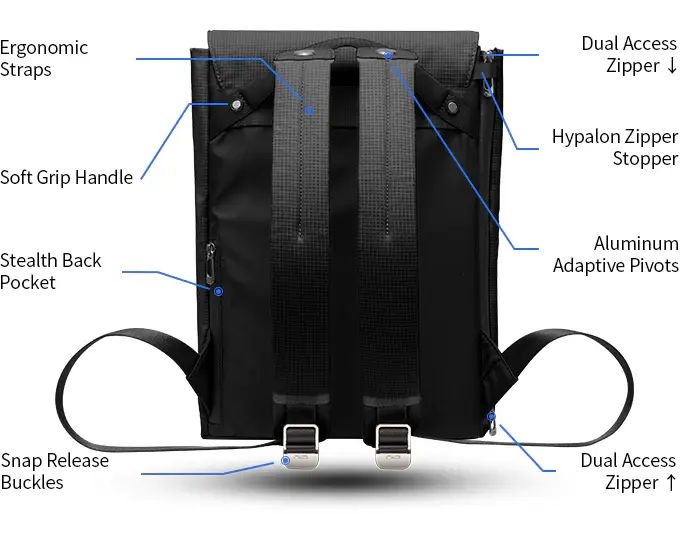 Ergonomic
Straps
Soft Grip Handle
Stealth Back
Pocket
Snap Release
Buckles
Dual Access
Zipper ↓
Hypalon Zipper
Stopper
Aluminum
Adaptive Pivots
Dual Access
Zipper ↑